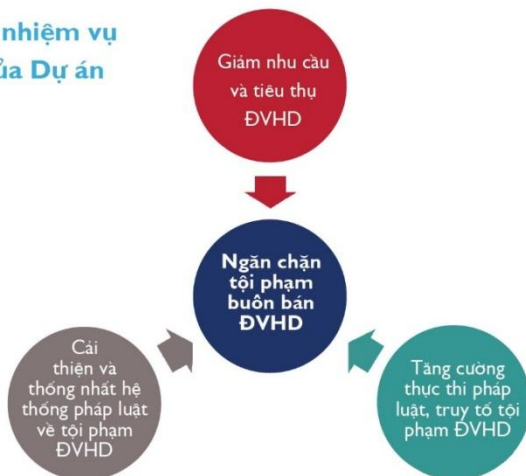 nhiệm vụ
ủa Dự án
Giảm nhu cầu
và tiêu thụ
ĐVHD
Ngăn chặn
tội phạm
buôn bán
ĐVHD
Cải
thiện và
thống nhất hệ
thống pháp luật
về tội phạm
ĐVHD
Tăng cường
thực thi pháp
luật, truy tố tội
phạm ĐVHD